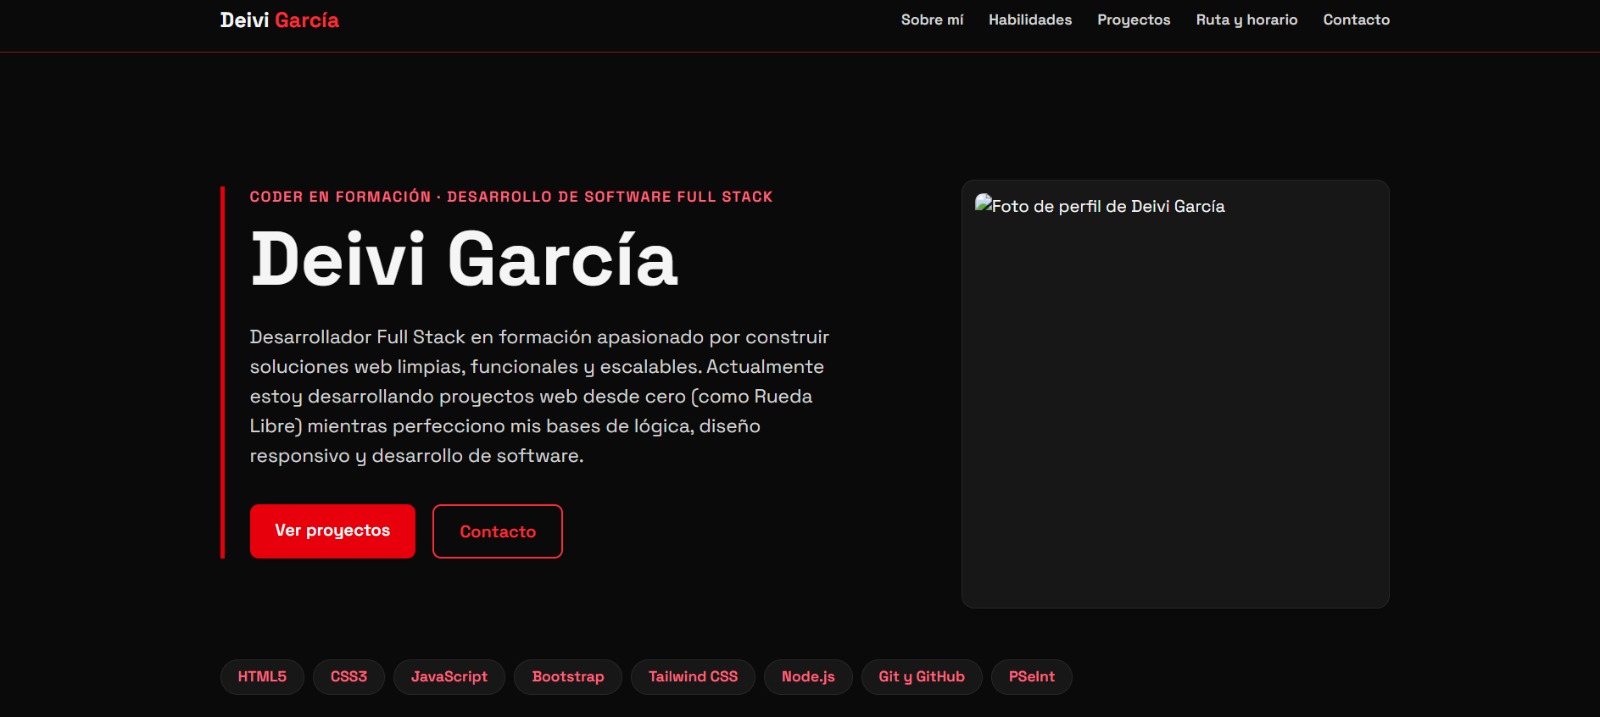 Deivi García
Sobre mí
Habilidades
Proyectos
Ruta y horario
Contacto
CODER EN FORMACIÓN · DESARROLLO DE SOFTWARE FULL STACK
Deivi García
Desarrollador Full Stack en formación apasionado por construir
soluciones web limpias, funcionales y escalables. Actualmente
estoy desarrollando proyectos web desde cero (como Rueda
Libre) mientras perfecciono mis bases de lógica, diseño
responsivo y desarrollo de software.
Ver proyectos
Contacto
Foto de perfil de Deivi García
HTML5
CSS3
JavaScript
Bootstrap
Tailwind CSS
Node.js
Git y GitHub
PSeInt